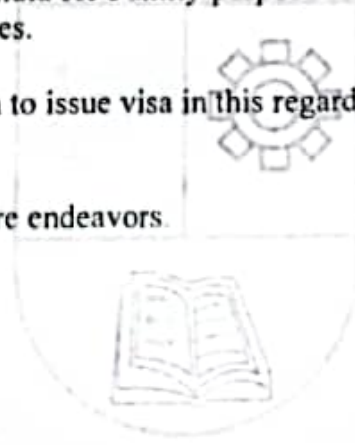 es.
to issue visa in this regard
re endeavors.